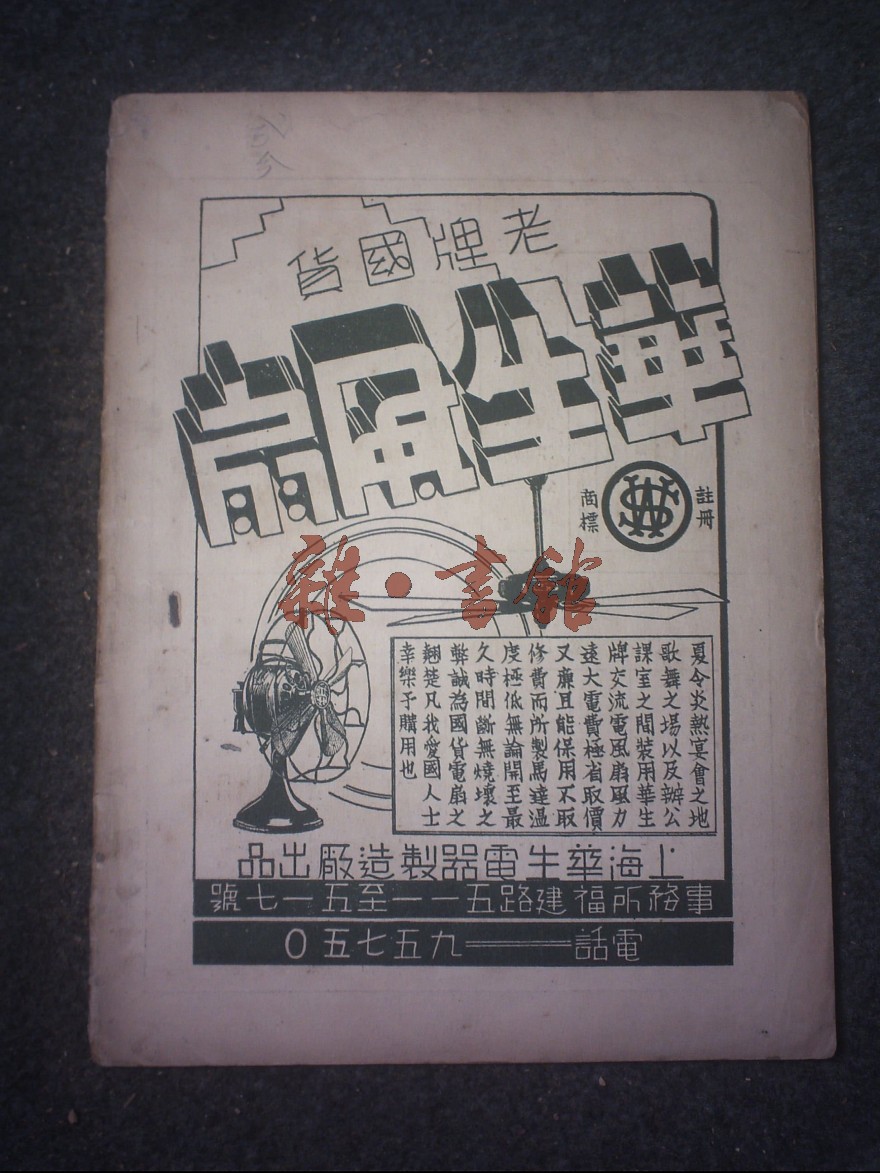 老牌國貨
華生風扇
註冊
商標
雜·書館
夏令炎熱宴會之地
歌舞之場以及辦公
課室之間裝用華生
牌交流電風扇風力
遠大電費極省取價
又廉且能保用不取
修費而所製馬達溫
度極低無論開至最
久時間斷無燒壞之
弊誠為國貨電扇之
翹楚凡我愛國人士
幸樂予購用也
上海華生電器製造廠出品
事務所福建路五一一至五一七號
電話——九五七五0